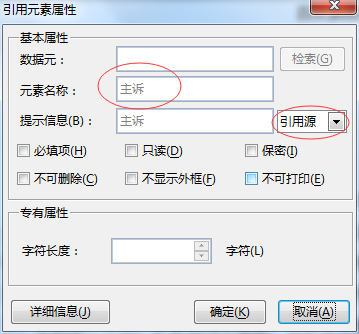 引用元素属性
基本属性
数据元： 检索(G)
元素名称： 主诉
提示信息(B)： 主诉 引用源
必填项(H) 只读(D) 保密(I)
不可删除(C) 不显示外框(F) 不可打印(E)
专有属性
字符长度： 字符(L)
详细信息(J) 确定(K) 取消(A)